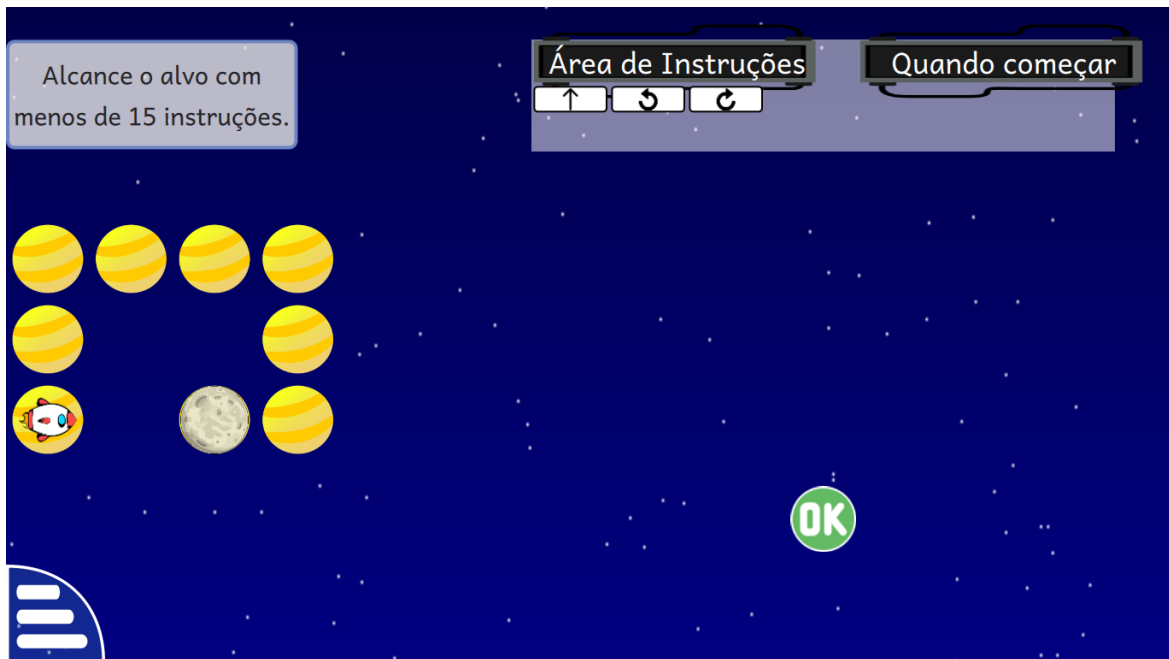 Alcance o alvo com
menos de 15 instruções.
Área de Instruções
Quando começar
OK